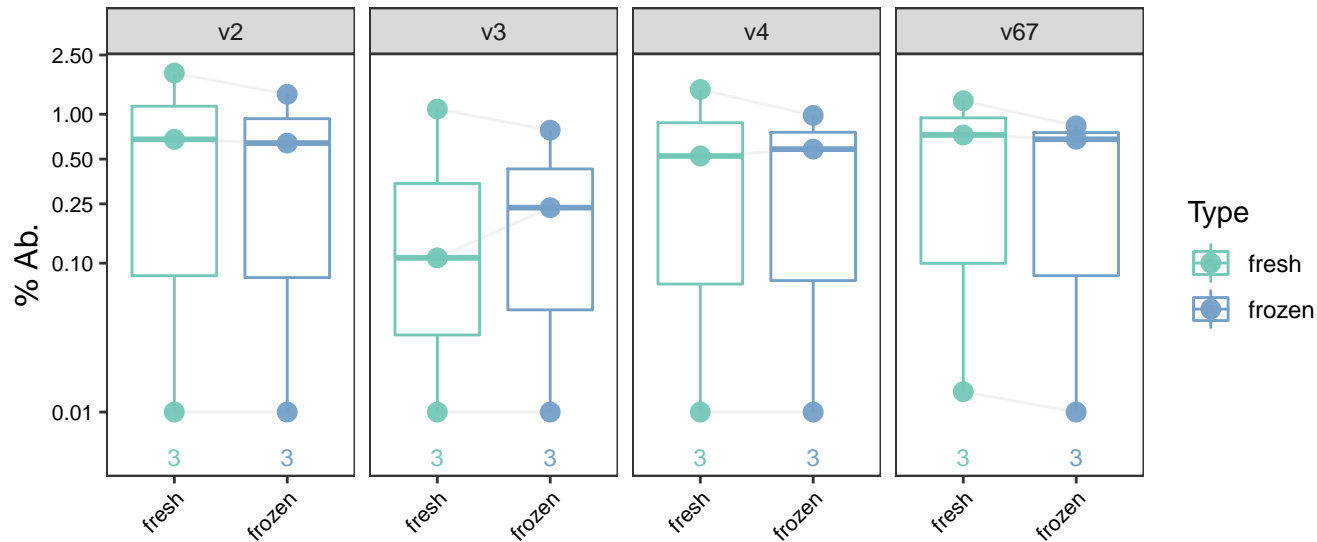 v2 v3 v4 v67
% Ab.
2.50
1.00
0.50
0.25
0.10
0.01
3 3 3 3 3 3 3 3
fresh frozen fresh frozen fresh frozen fresh frozen
Type
fresh
frozen